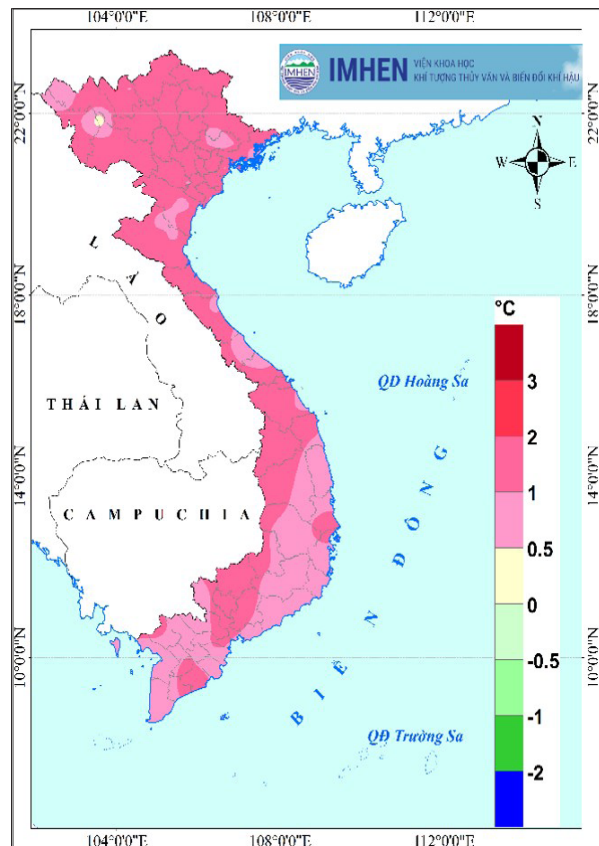 104°0'0"E 108°0'0"E 112°0'0"E
IMHEN
IMHEN
VIỆN KHOA HỌC
KHÍ TƯỢNG THỦY VĂN VÀ BIẾN ĐỔI KHÍ HẬU
22°0'0"N
22°0'0"N
N
W
E
S
LÀO
18°0'0"N
18°0'0"N
°C
3
2
1
0.5
0
-0.5
-1
-2
QĐ Hoàng Sa
THÁI LAN
14°0'0"N
14°0'0"N
CAMPUCHIA
BIỂN ĐÔNG
10°0'0"N
10°0'0"N
QĐ Trường Sa
104°0'0"E 108°0'0"E 112°0'0"E